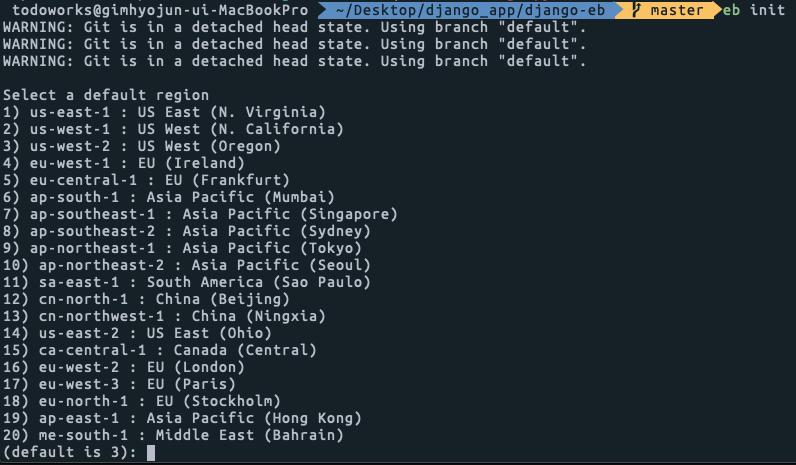 todoworks@gimhyojun-ui-MacBookPro ~/Desktop/django_app/django-eb master eb init
WARNING: Git is in a detached head state. Using branch "default".
WARNING: Git is in a detached head state. Using branch "default".
WARNING: Git is in a detached head state. Using branch "default".
Select a default region
1) us-east-1 : US East (N. Virginia)
2) us-west-1 : US West (N. California)
3) us-west-2 : US West (Oregon)
4) eu-west-1 : EU (Ireland)
5) eu-central-1 : EU (Frankfurt)
6) ap-south-1 : Asia Pacific (Mumbai)
7) ap-southeast-1 : Asia Pacific (Singapore)
8) ap-southeast-2 : Asia Pacific (Sydney)
9) ap-northeast-1 : Asia Pacific (Tokyo)
10) ap-northeast-2 : Asia Pacific (Seoul)
11) sa-east-1 : South America (Sao Paulo)
12) cn-north-1 : China (Beijing)
13) cn-northwest-1 : China (Ningxia)
14) us-east-2 : US East (Ohio)
15) ca-central-1 : Canada (Central)
16) eu-west-2 : EU (London)
17) eu-west-3 : EU (Paris)
18) eu-north-1 : EU (Stockholm)
19) ap-east-1 : Asia Pacific (Hong Kong)
20) me-south-1 : Middle East (Bahrain)
(default is 3):